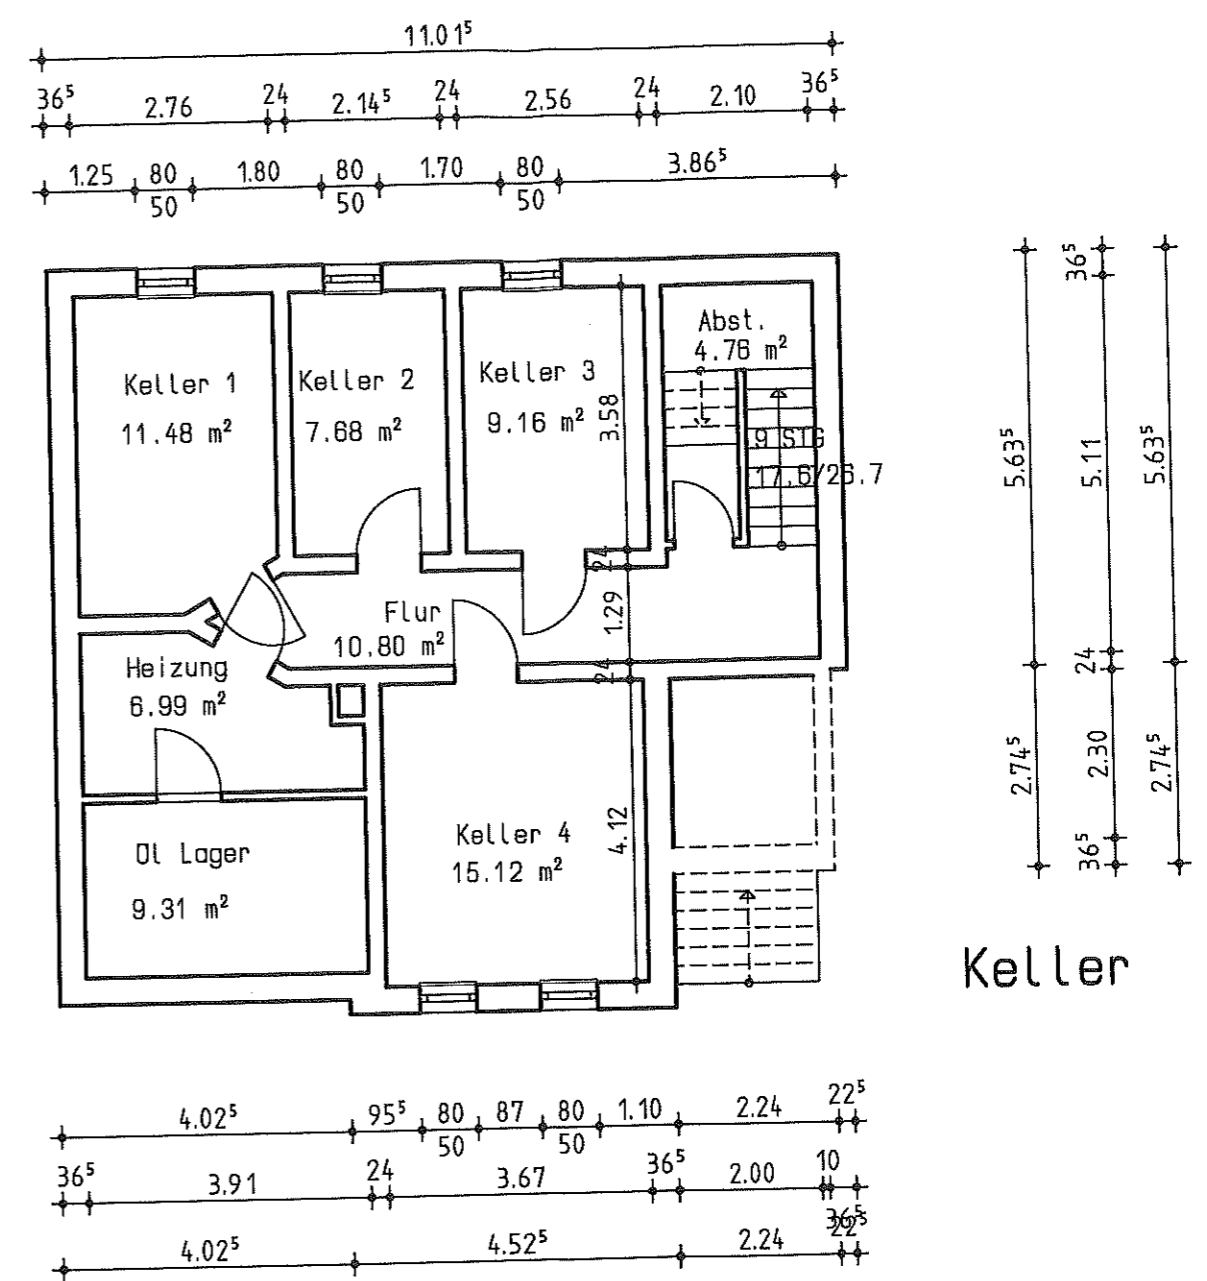 11.01⁵
36⁵ 2.76 24 2.14⁵ 24 2.56 24 2.10 36⁵
1.25 80 1.80 80 1.70 80 3.86⁵
50 50 50
Keller 1
11.48 m²
Keller 2
7.68 m²
Keller 3
9.16 m²
3.58
Abst.
4.76 m²
9 STG
17.6/26.7
24
Flur
10.80 m²
1.29
24
Heizung
6.99 m²
Öl Lager
9.31 m²
Keller 4
15.12 m²
4.12
5.63⁵
2.74⁵
36⁵
5.11
24
2.30
36⁵
5.63⁵
2.74⁵
Keller
4.02⁵ 95⁵ 80 87 80 1.10 2.24 22⁵
50 50
36⁵ 3.91 24 3.67 36⁵ 2.00 10
36⁵
4.02⁵ 4.52⁵ 2.24 22⁵